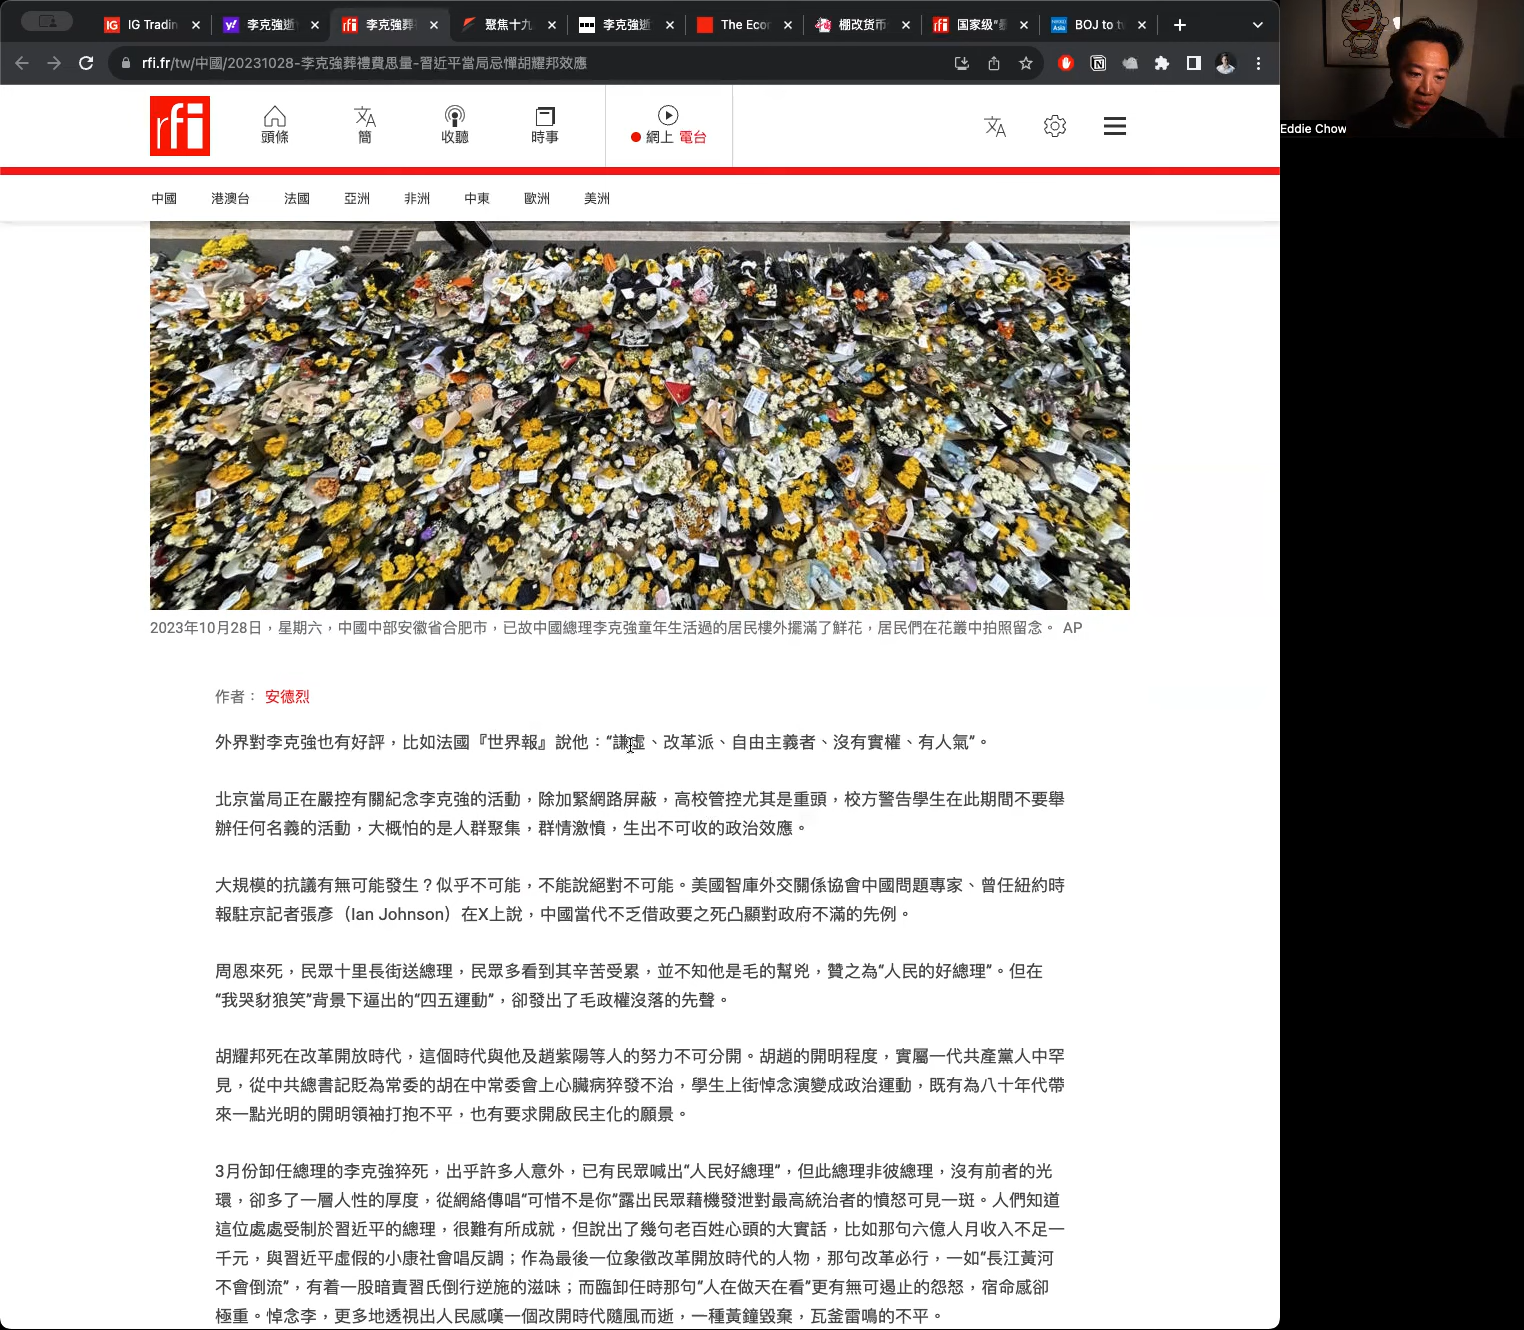 IG Tradin
李克強逝
李克強葬
聚焦十九
李克強逝
The Econ
棚改货币
国家级"暴
BOJ to tw
rfi.fr/tw/中國/20231028-李克強葬禮費思量-習近平當局忌憚胡耀邦效應
Eddie Chow
rfi
頭條
簡
收聽
時事
網上 電台
中國
港澳台
法國
亞洲
非洲
中東
歐洲
美洲
2023年10月28日，星期六，中國中部安徽省合肥市，已故中國總理李克強童年生活過的居民樓外擺滿了鮮花，居民們在花叢中拍照留念。 AP
作者： 安德烈
外界對李克強也有好評，比如法國『世界報』說他：“謙虛、改革派、自由主義者、沒有實權、有人氣”。
北京當局正在嚴控有關紀念李克強的活動，除加緊網路屏蔽，高校管控尤其是重頭，校方警告學生在此期間不要舉
辦任何名義的活動，大概怕的是人群聚集，群情激憤，生出不可收的政治效應。
大規模的抗議有無可能發生？似乎不可能，不能說絕對不可能。美國智庫外交關係協會中國問題專家、曾任紐約時
報駐京記者張彥（Ian Johnson）在X上說，中國當代不乏借政要之死凸顯對政府不滿的先例。
周恩來死，民眾十里長街送總理，民眾多看到其辛苦受累，並不知他是毛的幫兇，贊之為“人民的好總理”。但在
“我哭豺狼笑”背景下逼出的“四五運動”，卻發出了毛政權沒落的先聲。
胡耀邦死在改革開放時代，這個時代與他及趙紫陽等人的努力不可分開。胡趙的開明程度，實屬一代共產黨人中罕
見，從中共總書記貶為常委的胡在中常委會上心臟病猝發不治，學生上街悼念演變成政治運動，既有為八十年代帶
來一點光明的開明領袖打抱不平，也有要求開啟民主化的願景。
3月份卸任總理的李克強猝死，出乎許多人意外，已有民眾喊出“人民好總理”，但此總理非彼總理，沒有前者的光
環，卻多了一層人性的厚度，從網絡傳唱“可惜不是你”露出民眾藉機發泄對最高統治者的憤怒可見一斑。人們知道
這位處處受制於習近平的總理，很難有所成就，但說出了幾句老百姓心頭的大實話，比如那句六億人月收入不足一
千元，與習近平虛假的小康社會唱反調；作為最後一位象徵改革開放時代的人物，那句改革必行，一如“長江黃河
不會倒流”，有着一股暗責習氏倒行逆施的滋味；而臨卸任時那句“人在做天在看”更有無可遏止的怨怒，宿命感卻
極重。悼念李，更多地透視出人民感嘆一個改開時代隨風而逝，一種黃鐘毀棄，瓦釜雷鳴的不平。